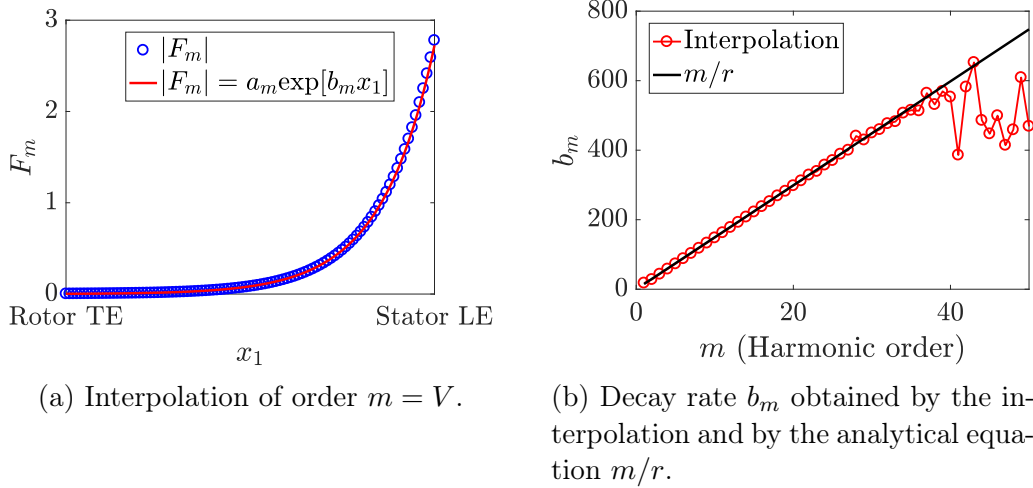 3
2
1
0
F_m
|F_m|
|F_m| = a_m exp[b_m x_1]
Rotor TE
Stator LE
x_1
(a) Interpolation of order m = V.
800
600
400
200
0
b_m
Interpolation
m/r
0
20
40
m (Harmonic order)
(b) Decay rate b_m obtained by the in-
terpolation and by the analytical equa-
tion m/r.